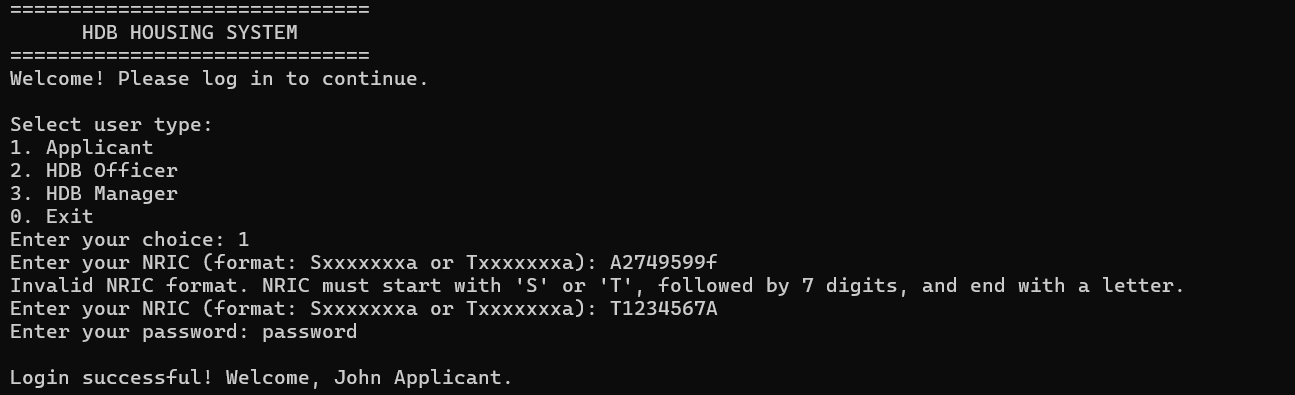 ==============================
HDB HOUSING SYSTEM
==============================
Welcome! Please log in to continue.
Select user type:
1. Applicant
2. HDB Officer
3. HDB Manager
0. Exit
Enter your choice: 1
Enter your NRIC (format: Sxxxxxxxa or Txxxxxxxa): A2749599f
Invalid NRIC format. NRIC must start with 'S' or 'T', followed by 7 digits, and end with a letter.
Enter your NRIC (format: Sxxxxxxxa or Txxxxxxxa): T1234567A
Enter your password: password
Login successful! Welcome, John Applicant.